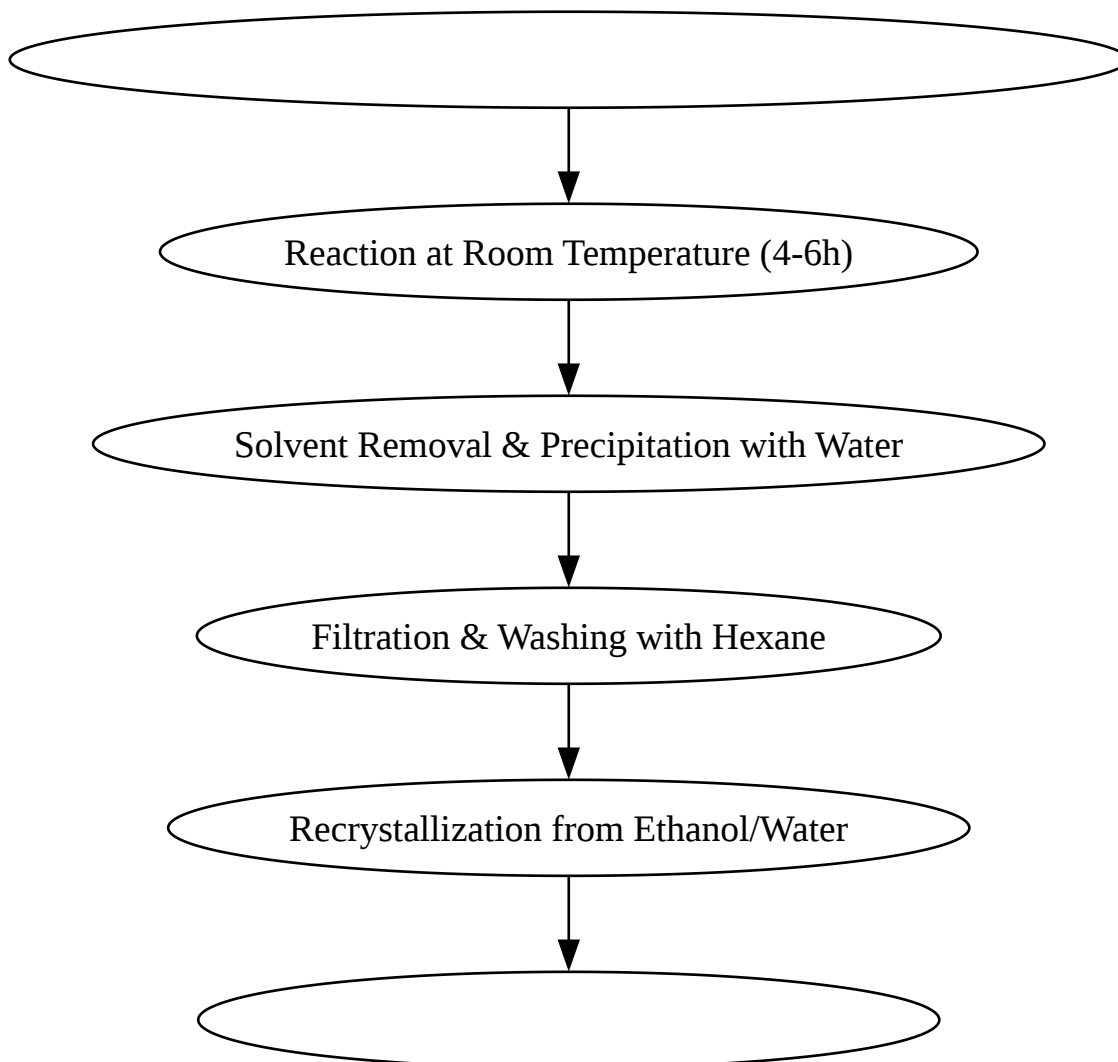 Reaction at Room Temperature (4-6h)
Solvent Removal & Precipitation with Water
Filtration & Washing with Hexane
Recrystallization from Ethanol/Water